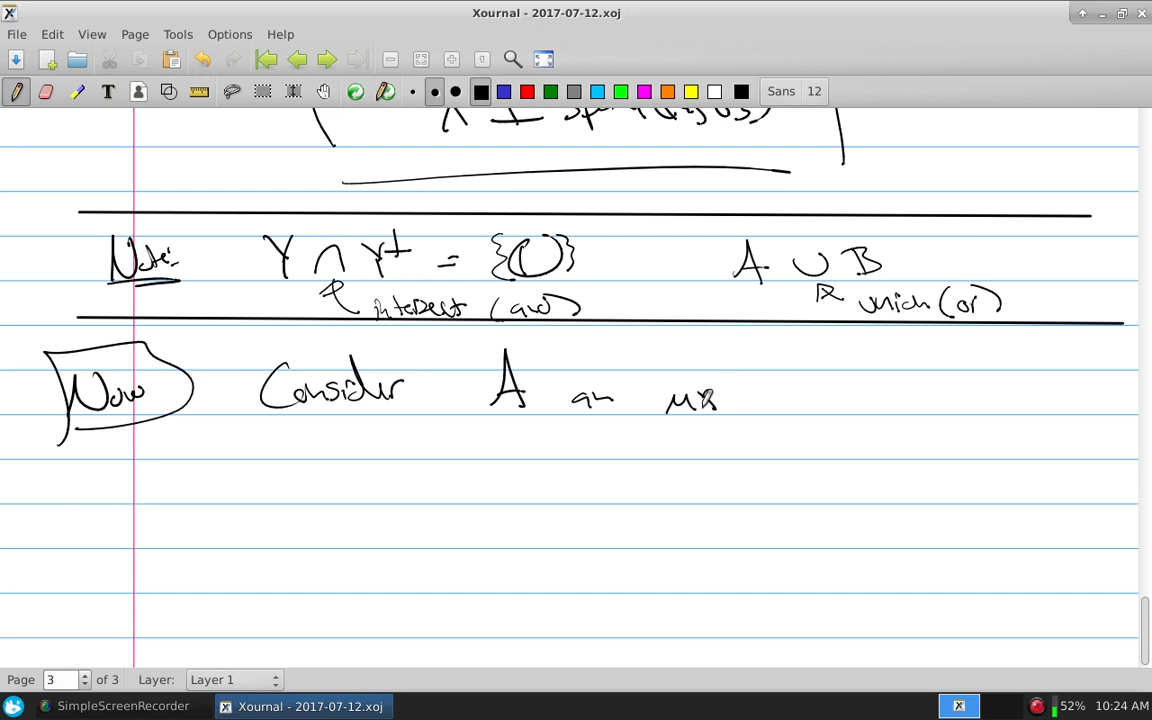 Xournal - 2017-07-12.xoj
File Edit View Page Tools Options Help
Sans 12
Note: Y ∩ Y⊥ = {0} A ∪ B
intersect (and) union (or)
Now Consider A an mx
Page 3 of 3 Layer: Layer 1
SimpleScreenRecorder Xournal - 2017-07-12.xoj 52% 10:24 AM